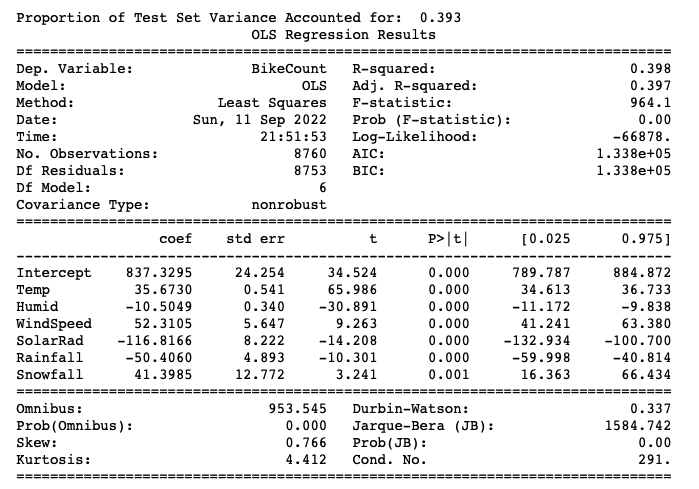 Proportion of Test Set Variance Accounted for:  0.393
                            OLS Regression Results
==============================================================================
Dep. Variable:              BikeCount   R-squared:                       0.398
Model:                            OLS   Adj. R-squared:                  0.397
Method:                 Least Squares   F-statistic:                     964.1
Date:                Sun, 11 Sep 2022   Prob (F-statistic):               0.00
Time:                        21:51:53   Log-Likelihood:                -66878.
No. Observations:                8760   AIC:                         1.338e+05
Df Residuals:                    8753   BIC:                         1.338e+05
Df Model:                           6
Covariance Type:            nonrobust
==============================================================================
                 coef    std err          t      P>|t|      [0.025      0.975]
------------------------------------------------------------------------------
Intercept    837.3295     24.254     34.524      0.000     789.787     884.872
Temp          35.6730      0.541     65.986      0.000      34.613      36.733
Humid        -10.5049      0.340    -30.891      0.000     -11.172      -9.838
WindSpeed     52.3105      5.647      9.263      0.000      41.241      63.380
SolarRad    -116.8166      8.222    -14.208      0.000    -132.934    -100.700
Rainfall     -50.4060      4.893    -10.301      0.000     -59.998     -40.814
Snowfall      41.3985     12.772      3.241      0.001      16.363      66.434
==============================================================================
Omnibus:                      953.545   Durbin-Watson:                   0.337
Prob(Omnibus):                  0.000   Jarque-Bera (JB):             1584.742
Skew:                           0.766   Prob(JB):                         0.00
Kurtosis:                       4.412   Cond. No.                         291.
==============================================================================